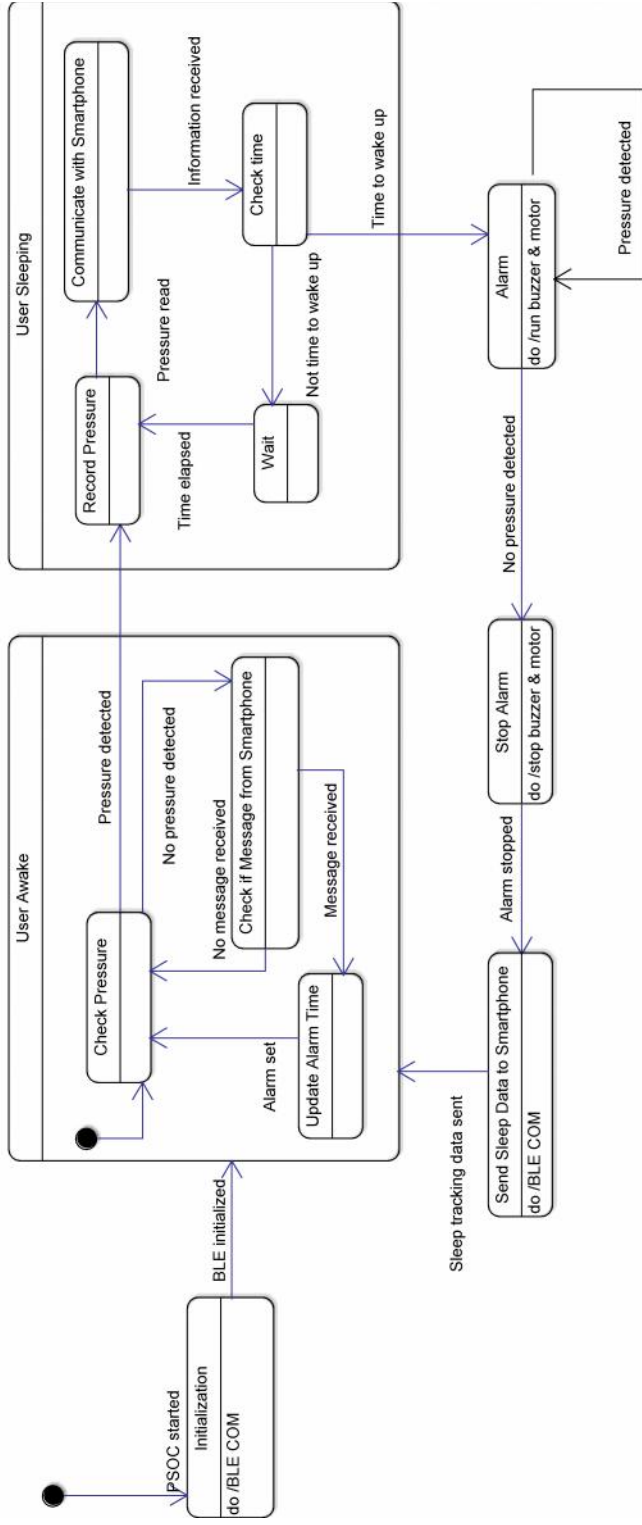 PSOC started
Initialization
do /BLE COM
BLE initialized
User Awake
Check Pressure
Pressure detected
No pressure detected
No message received
Check if Message from Smartphone
Message received
Alarm set
Update Alarm Time
User Sleeping
Record Pressure
Pressure read
Communicate with Smartphone
Information received
Check time
Time elapsed
Wait
Not time to wake up
Time to wake up
Alarm
do /run buzzer & motor
Pressure detected
No pressure detected
Stop Alarm
do /stop buzzer & motor
Alarm stopped
Send Sleep Data to Smartphone
do /BLE COM
Sleep tracking data sent